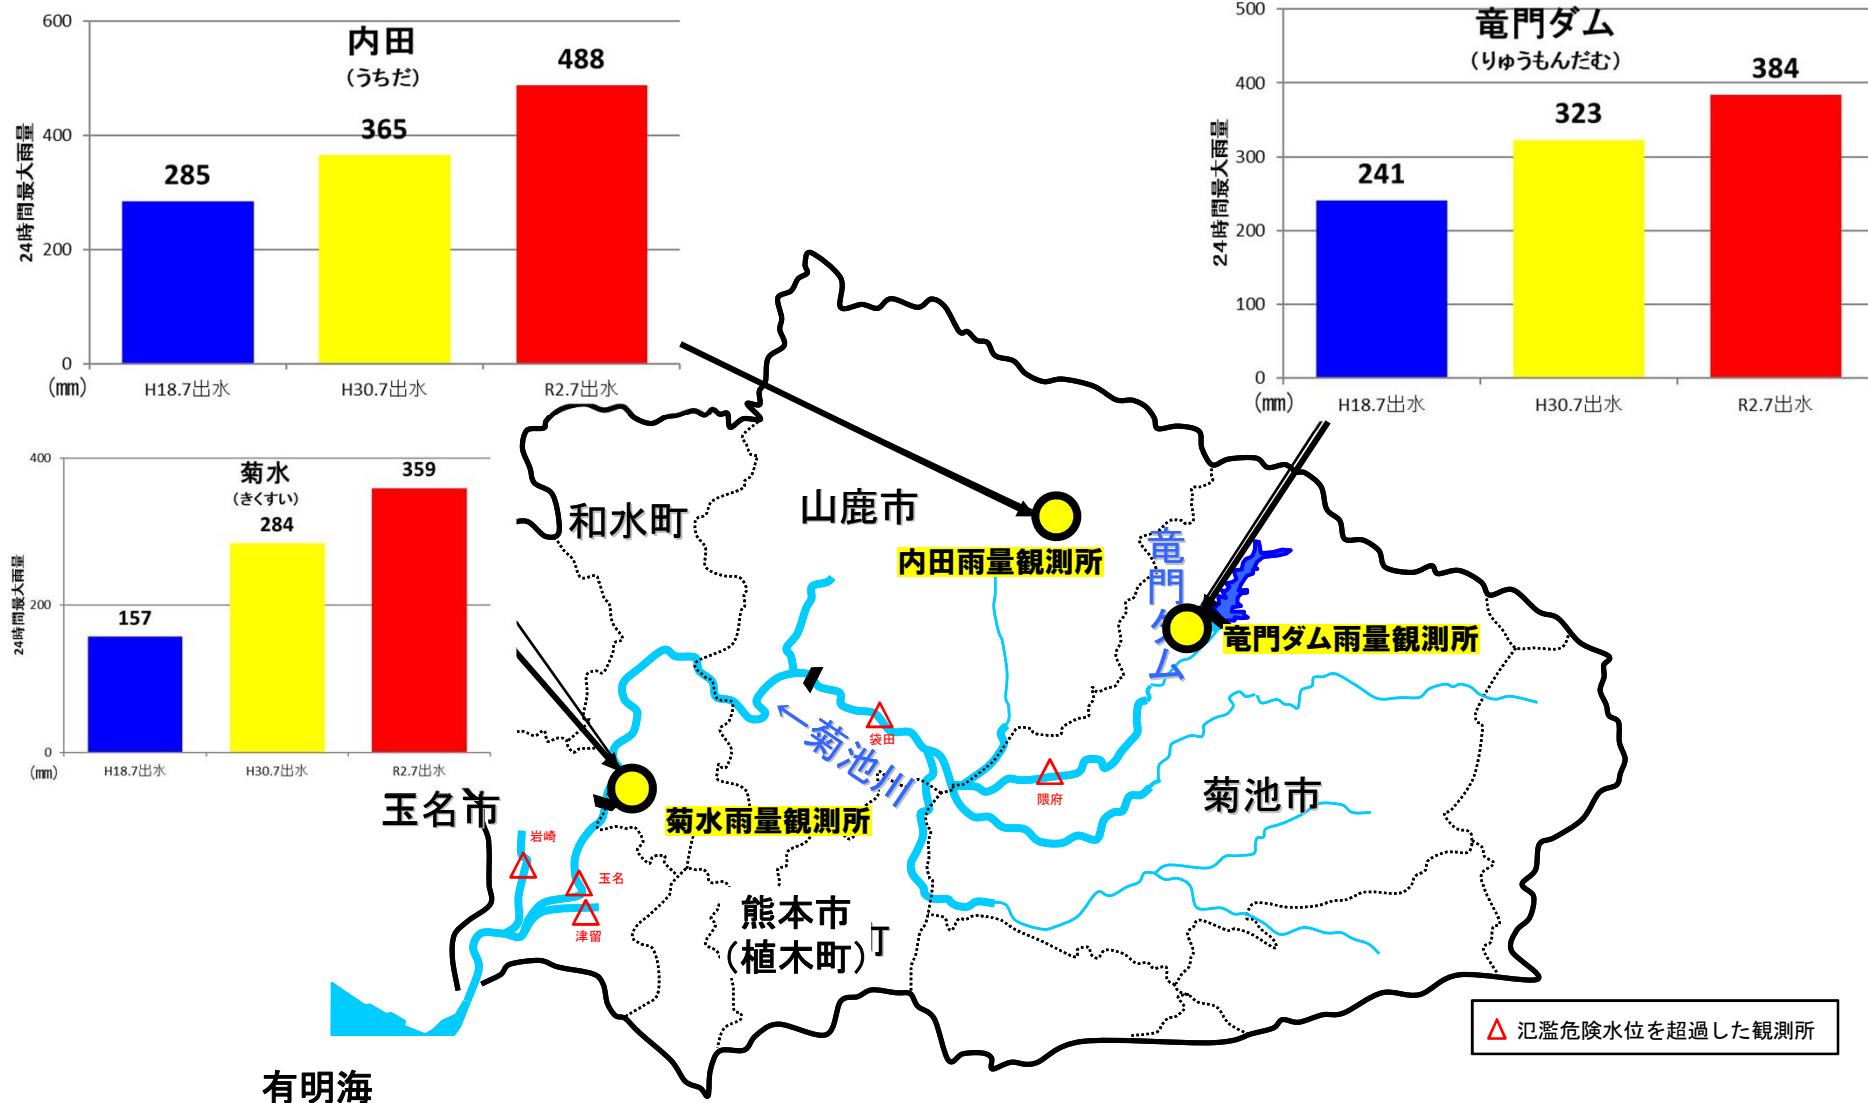 600
400
200
0
24時間最大雨量
(mm)
内田
(うちだ)
285
365
488
H18.7出水
H30.7出水
R2.7出水
500
400
300
200
100
0
24時間最大雨量
(mm)
竜門ダム
(りゅうもんだむ)
241
323
384
H18.7出水
H30.7出水
R2.7出水
400
200
0
24時間最大雨量
(mm)
菊水
(きくすい)
157
284
359
H18.7出水
H30.7出水
R2.7出水
和水町
山鹿市
内田雨量観測所
竜門ダム
竜門ダム雨量観測所
←菊池川
袋田
隈府
菊池市
玉名市
菊水雨量観測所
岩崎
玉名
津留
熊本市
(植木町)
町
有明海
△ 氾濫危険水位を超過した観測所